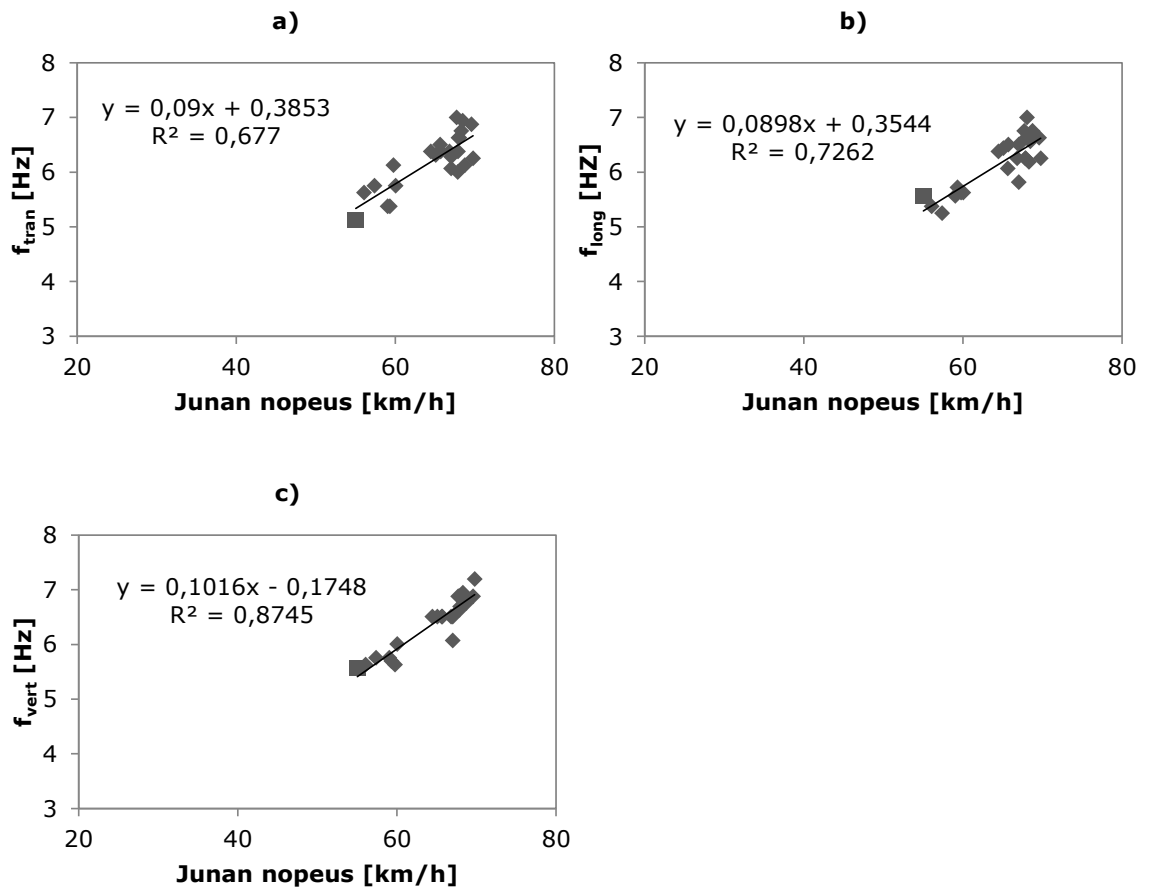 a)
8
7
6
5
4
3
y = 0,09x + 0,3853
R² = 0,677
f_tran [Hz]
20 40 60 80
Junan nopeus [km/h]
b)
8
7
6
5
4
3
y = 0,0898x + 0,3544
R² = 0,7262
f_long [HZ]
20 40 60 80
Junan nopeus [km/h]
c)
8
7
6
5
4
3
y = 0,1016x - 0,1748
R² = 0,8745
f_vert [Hz]
20 40 60 80
Junan nopeus [km/h]